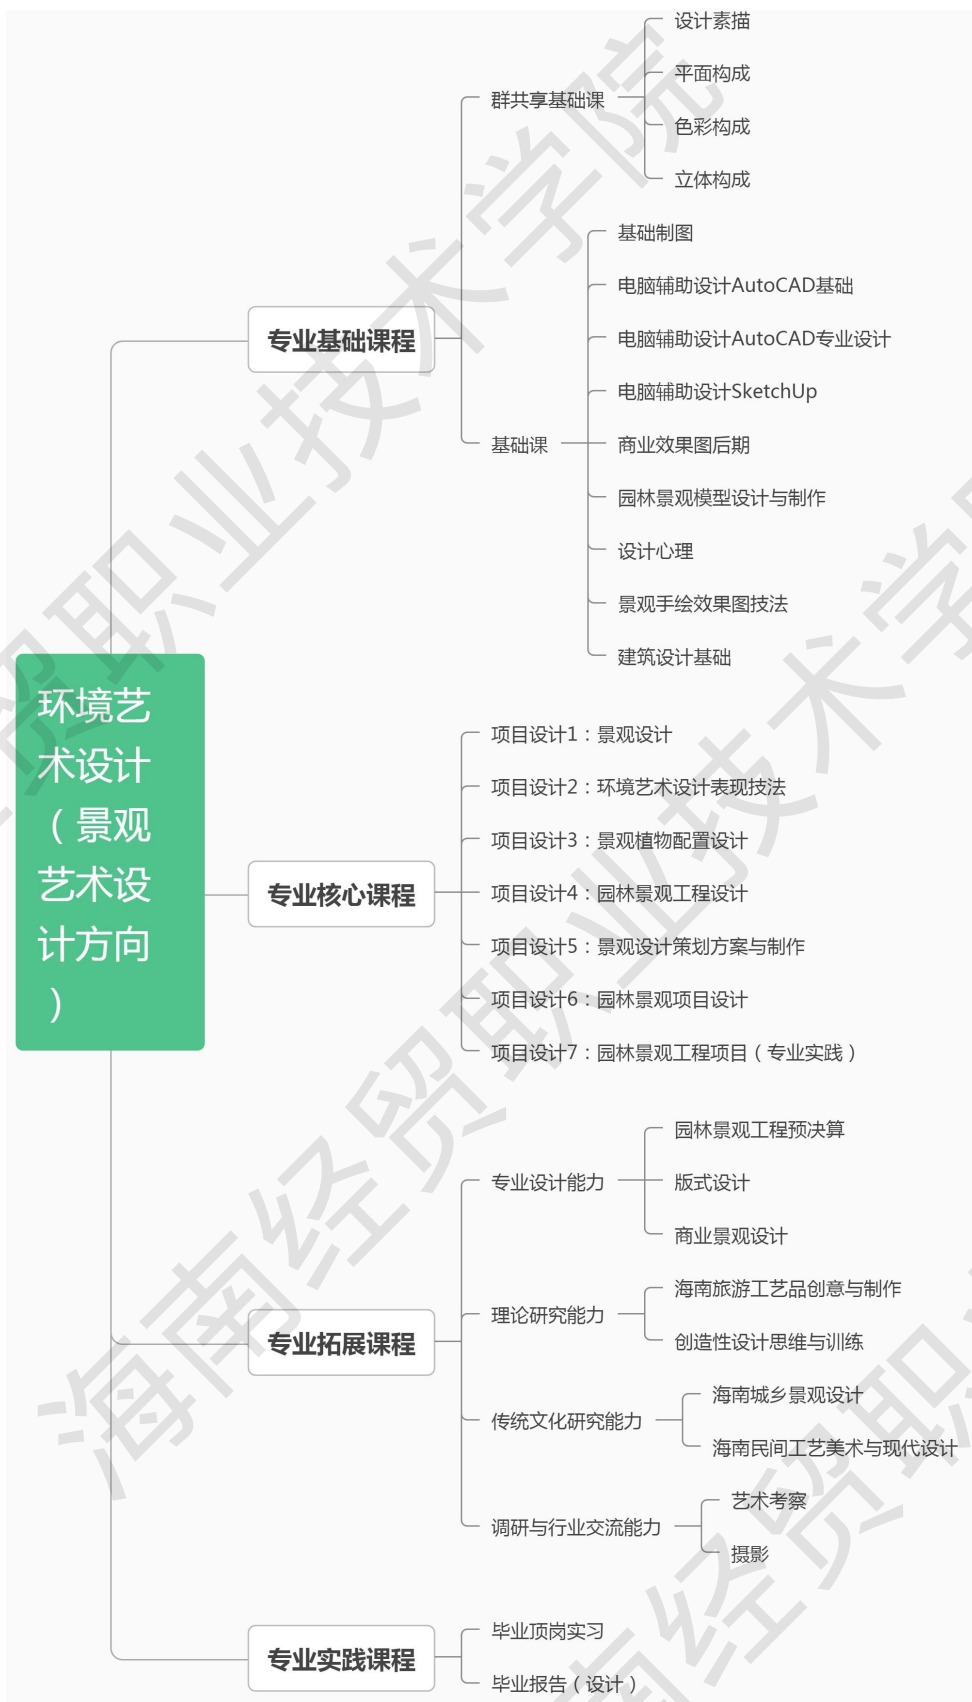 环境艺
术设计
（景观
艺术设
计方向
）
专业基础课程
群共享基础课
设计素描
平面构成
色彩构成
立体构成
基础课
基础制图
电脑辅助设计AutoCAD基础
电脑辅助设计AutoCAD专业设计
电脑辅助设计SketchUp
商业效果图后期
园林景观模型设计与制作
设计心理
景观手绘效果图技法
建筑设计基础
专业核心课程
项目设计1：景观设计
项目设计2：环境艺术设计表现技法
项目设计3：景观植物配置设计
项目设计4：园林景观工程设计
项目设计5：景观设计策划方案与制作
项目设计6：园林景观项目设计
项目设计7：园林景观工程项目（专业实践）
专业拓展课程
专业设计能力
园林景观工程预决算
版式设计
商业景观设计
理论研究能力
海南旅游工艺品创意与制作
创造性设计思维与训练
传统文化研究能力
海南城乡景观设计
海南民间工艺美术与现代设计
调研与行业交流能力
艺术考察
摄影
专业实践课程
毕业顶岗实习
毕业报告（设计）
海南经贸职业技术学院